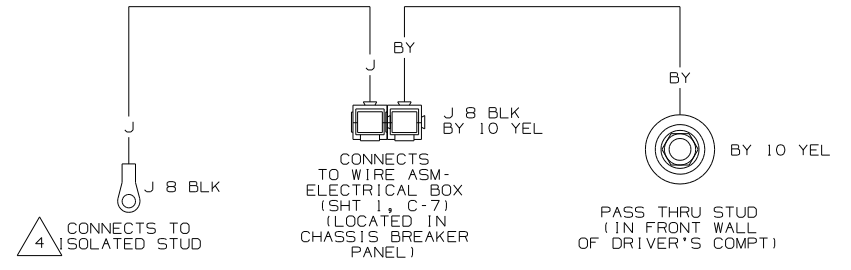 J
J 8 BLK
4
CONNECTS TO
ISOLATED STUD
J
BY
J 8 BLK
BY 10 YEL
CONNECTS
TO WIRE ASM-
ELECTRICAL BOX
(SHT 1, C-7)
(LOCATED IN
CHASSIS BREAKER
PANEL)
BY
BY 10 YEL
PASS THRU STUD
(IN FRONT WALL
OF DRIVER'S COMPT)